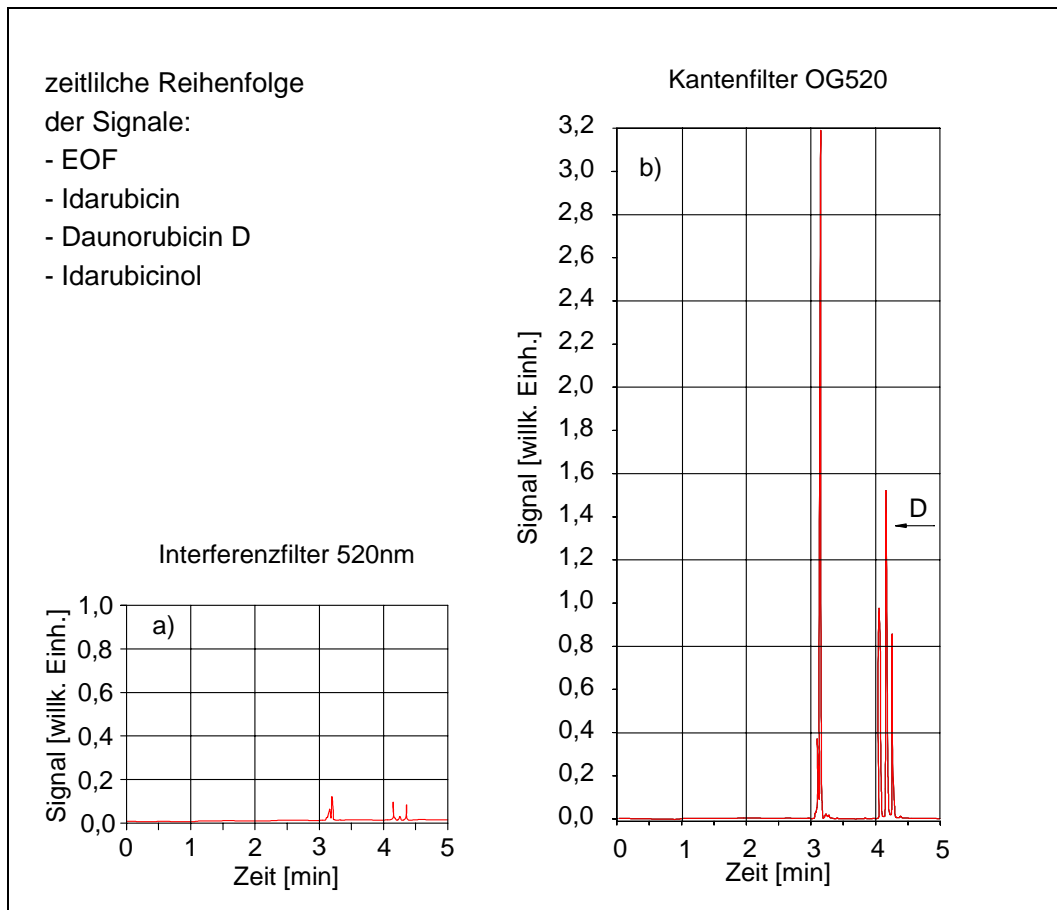 zeitlilche Reihenfolge
der Signale:
- EOF
- Idarubicin
- Daunorubicin D
- Idarubicinol
Interferenzfilter 520nm
a)
Signal [willk. Einh.]
1,0
0,8
0,6
0,4
0,2
0,0
0 1 2 3 4 5
Zeit [min]
Kantenfilter OG520
b)
D
Signal [willk. Einh.]
3,2
3,0
2,8
2,6
2,4
2,2
2,0
1,8
1,6
1,4
1,2
1,0
0,8
0,6
0,4
0,2
0,0
0 1 2 3 4 5
Zeit [min]